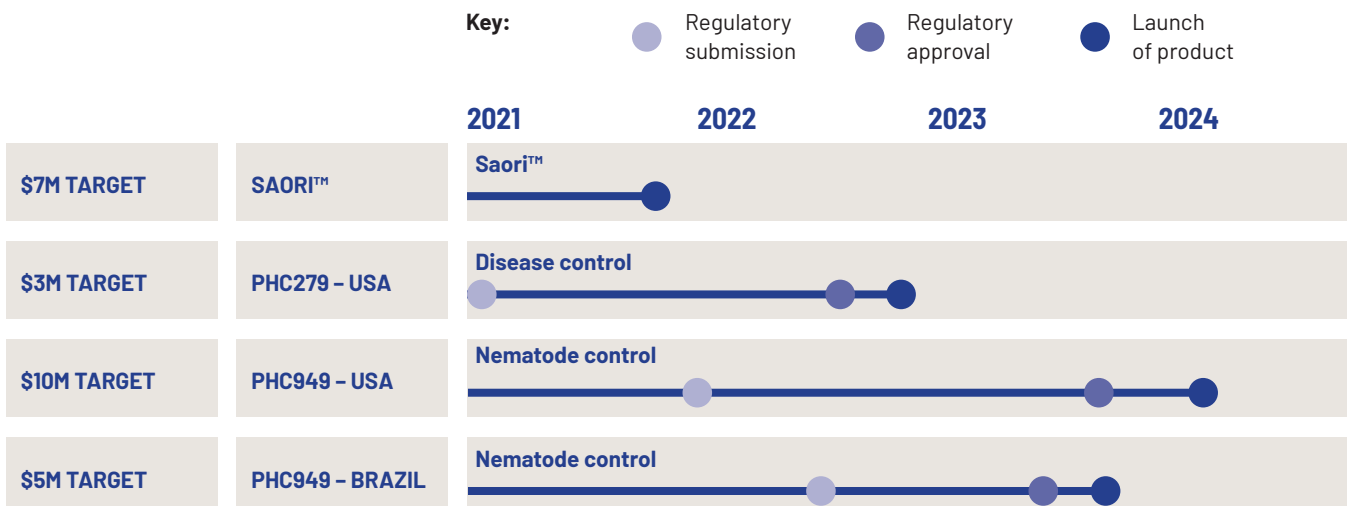 Key:
Regulatory
submission
Regulatory
approval
Launch
of product
2021 2022 2023 2024
$7M TARGET SAORI™ Saori™
$3M TARGET PHC279 – USA Disease control
$10M TARGET PHC949 – USA Nematode control
$5M TARGET PHC949 – BRAZIL Nematode control